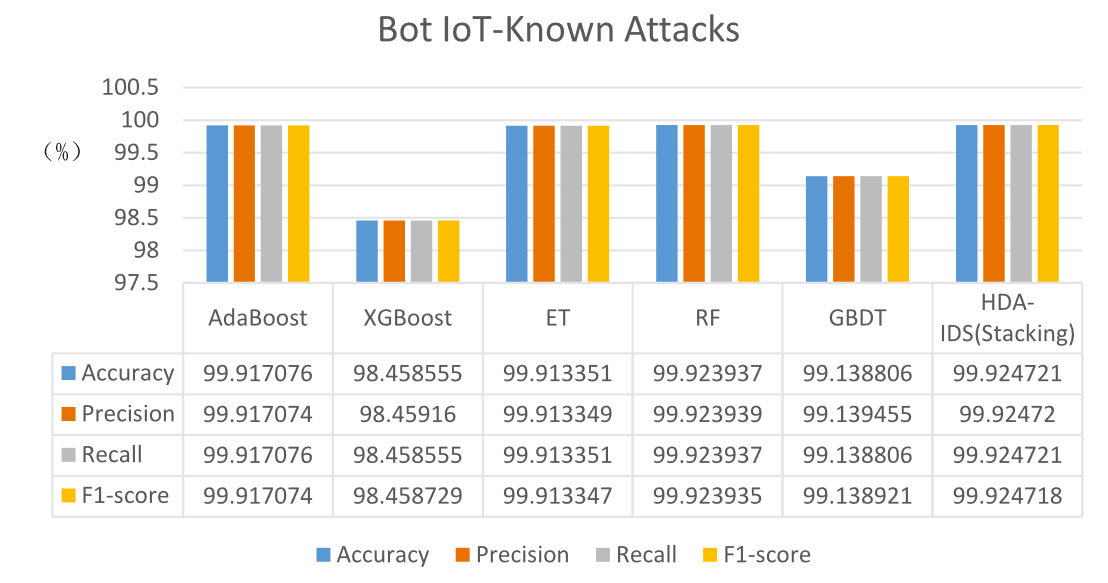 Bot IoT-Known Attacks
100.5
100
99.5
99
98.5
98
97.5
(%)
AdaBoost XGBoost ET RF GBDT HDA-
IDS(Stacking)
Accuracy 99.917076 98.458555 99.913351 99.923937 99.138806 99.924721
Precision 99.917074 98.45916 99.913349 99.923939 99.139455 99.92472
Recall 99.917076 98.458555 99.913351 99.923937 99.138806 99.924721
F1-score 99.917074 98.458729 99.913347 99.923935 99.138921 99.924718
Accuracy Precision Recall F1-score